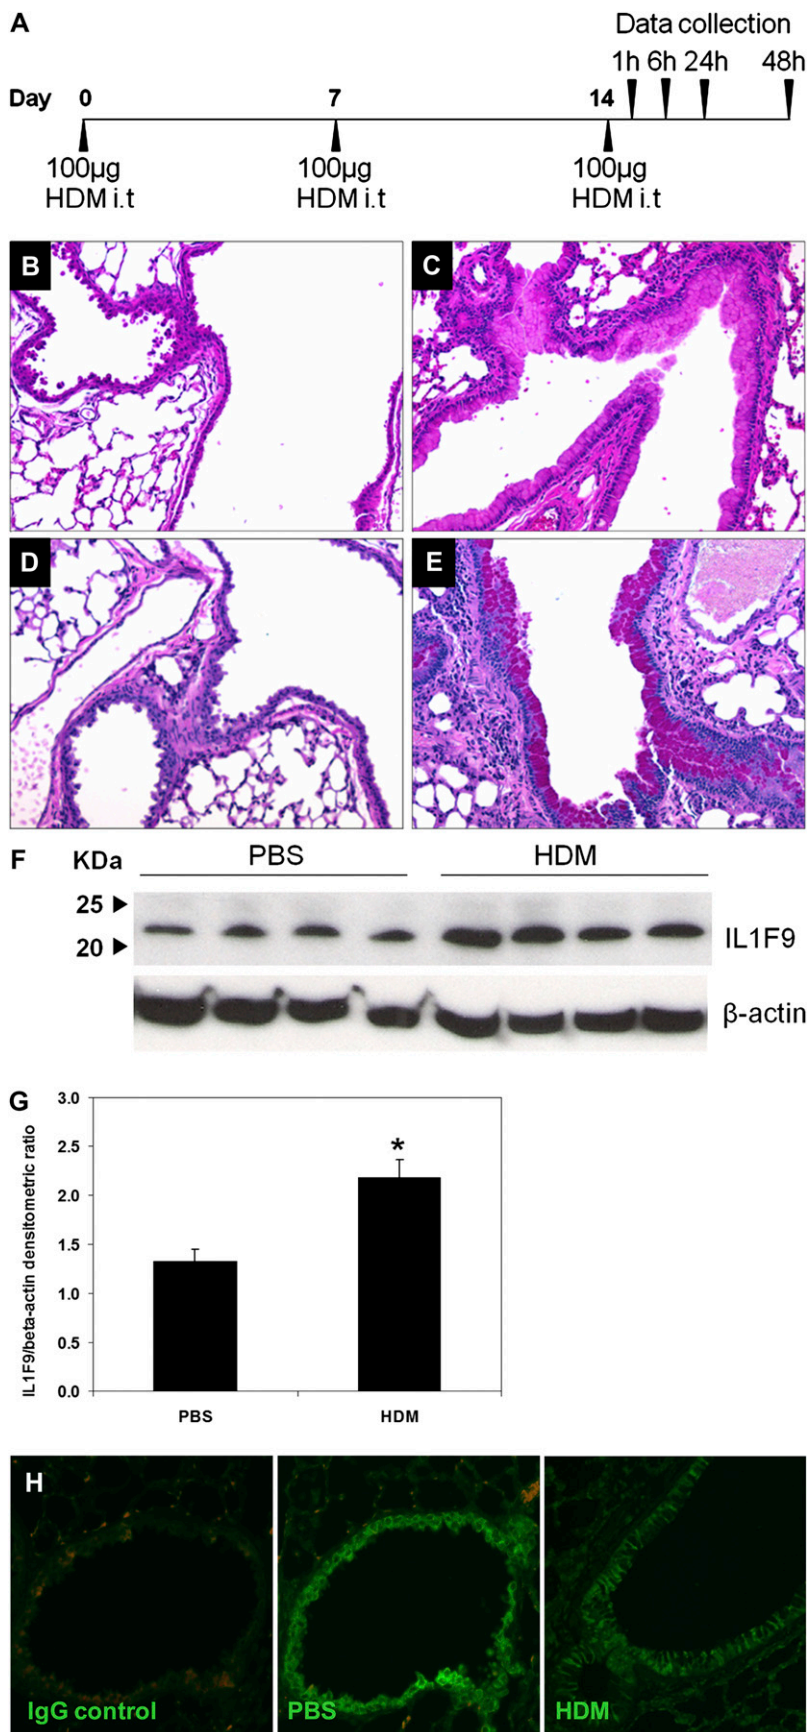 A
Data collection
1h 6h 24h 48h
Day 0 7 14
100µg 100µg 100µg
HDM i.t HDM i.t HDM i.t
B
C
D
E
F KDa PBS HDM
25
20
IL1F9
β-actin
G
3.0
2.5
2.0
1.5
1.0
0.5
0.0
IL1F9/beta-actin densitometric ratio
*
PBS HDM
H
IgG control PBS HDM